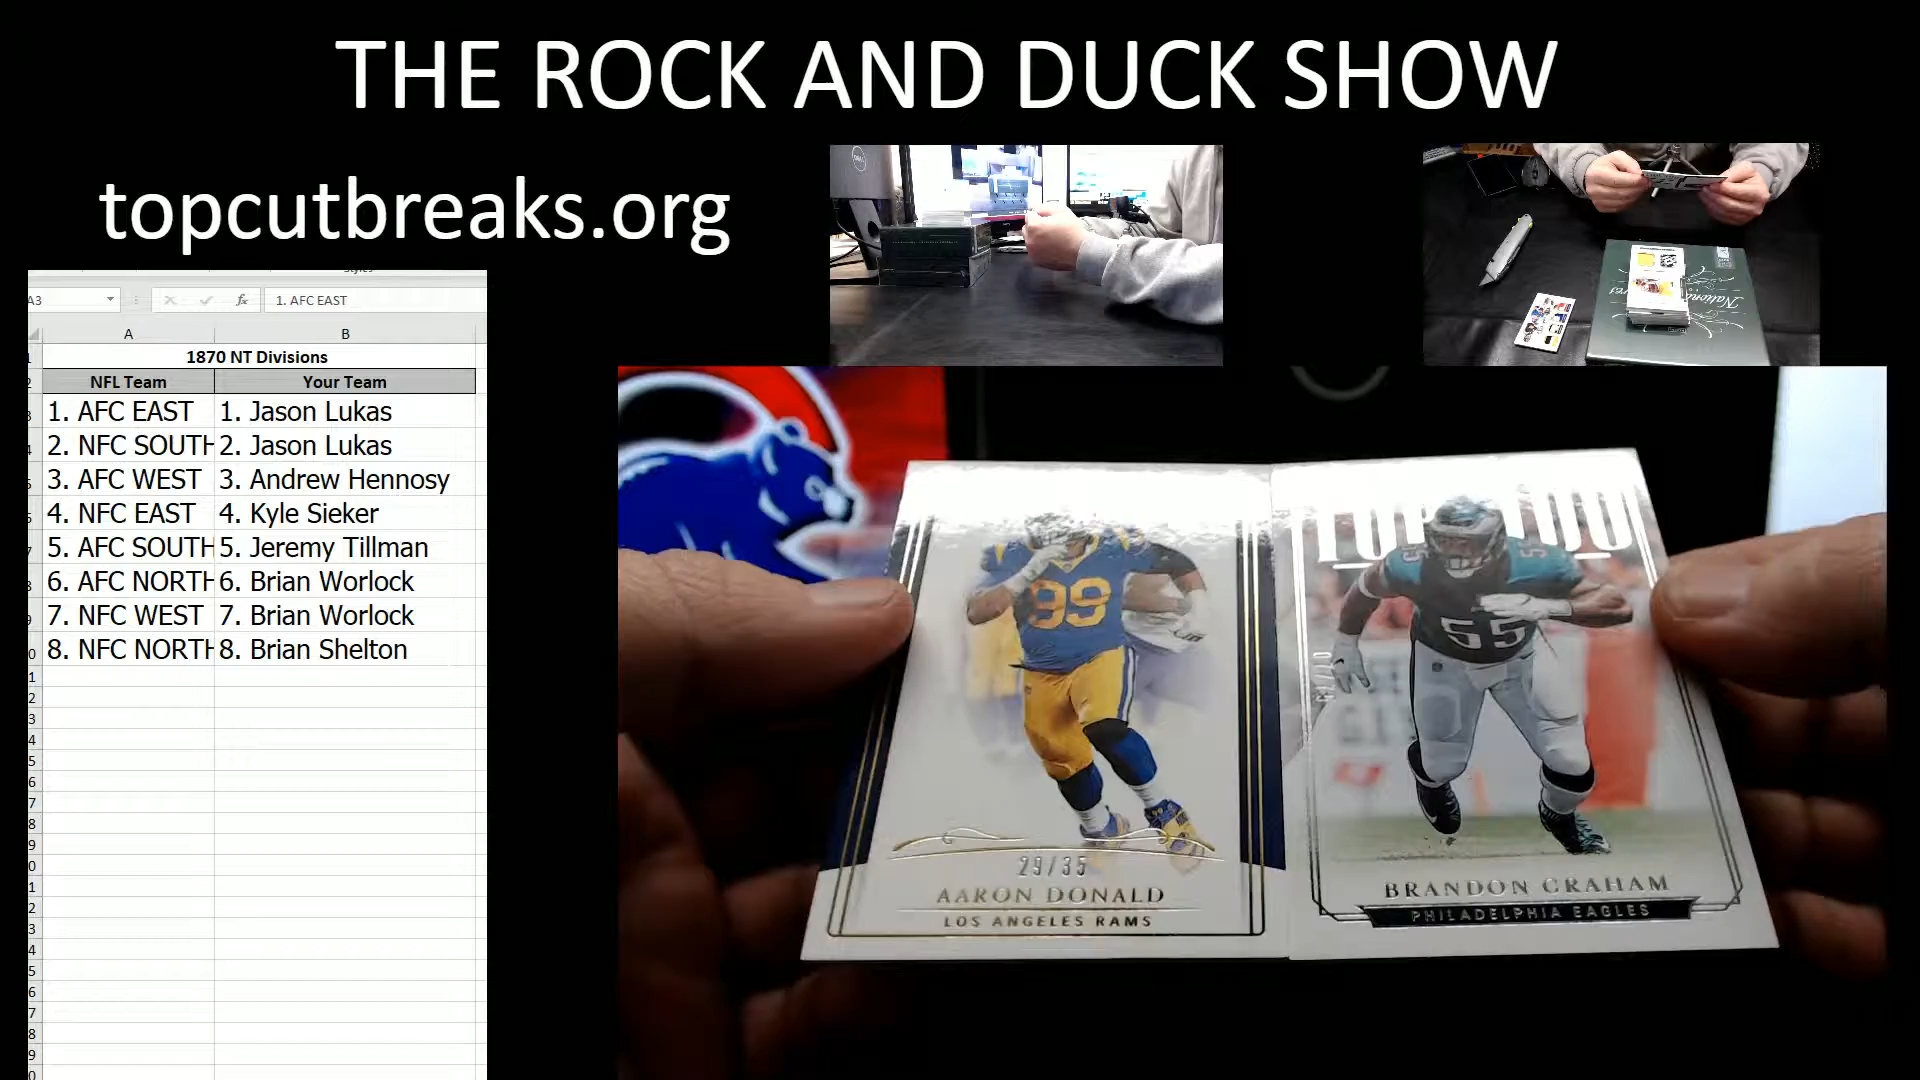 THE ROCK AND DUCK SHOW
topcutbreaks.org
A3
fx
1. AFC EAST
A
B
1870 NT Divisions
NFL Team
Your Team
1. AFC EAST
1. Jason Lukas
2. NFC SOUTH
2. Jason Lukas
3. AFC WEST
3. Andrew Hennosy
4. NFC EAST
4. Kyle Sieker
5. AFC SOUTH
5. Jeremy Tillman
6. AFC NORTH
6. Brian Worlock
7. NFC WEST
7. Brian Worlock
8. NFC NORTH
8. Brian Shelton
99
29/35
AARON DONALD
LOS ANGELES RAMS
55
BRANDON GRAHAM
PHILADELPHIA EAGLES